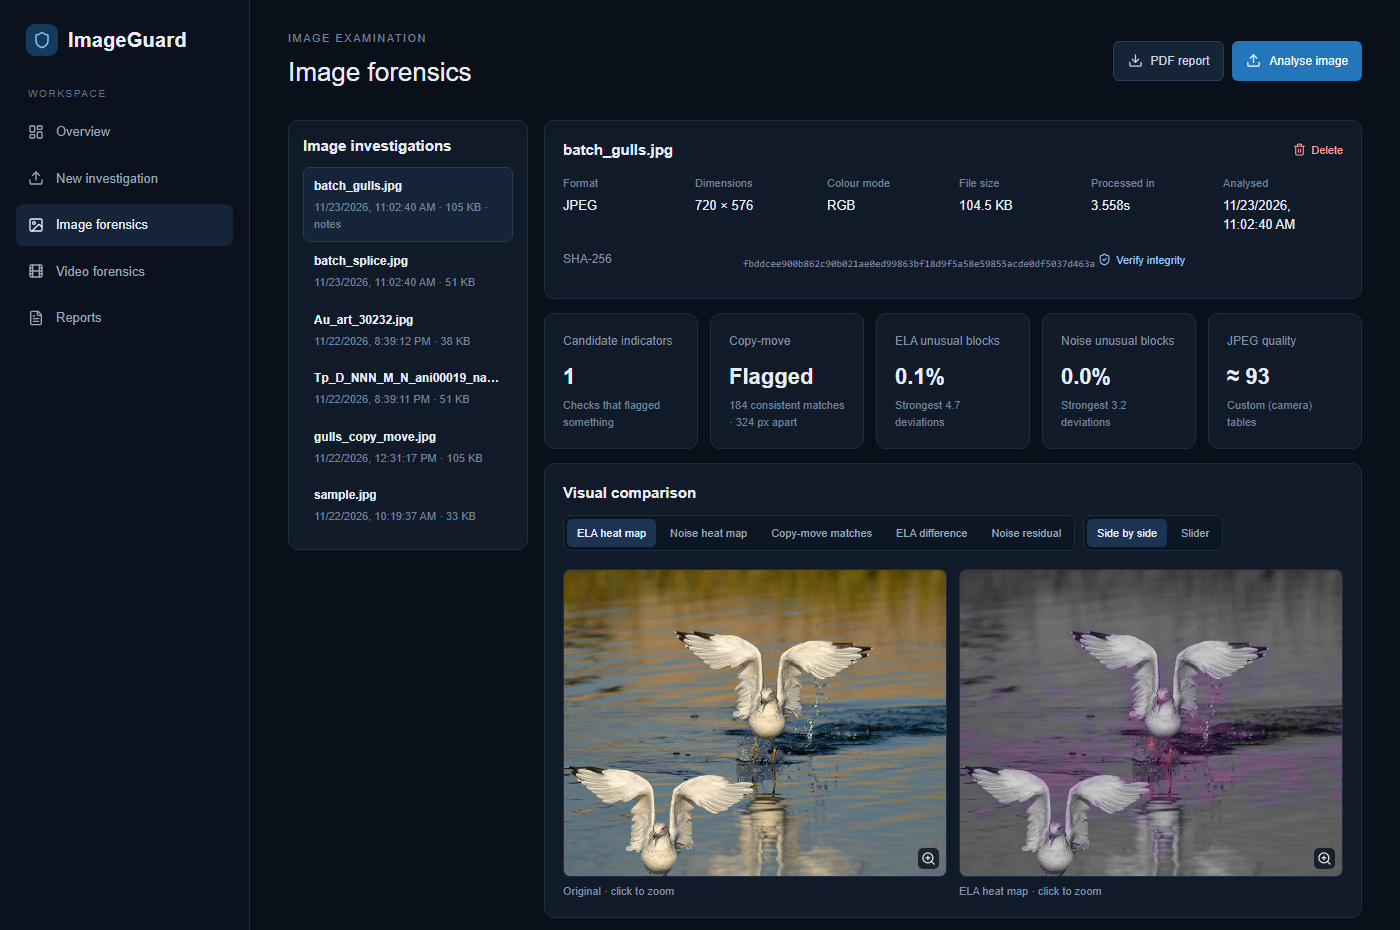 ImageGuard
WORKSPACE
Overview
New investigation
Image forensics
Video forensics
Reports
IMAGE EXAMINATION
Image forensics
PDF report
Analyse image
Image investigations
batch_gulls.jpg
11/23/2026, 11:02:40 AM · 105 KB ·
notes
batch_splice.jpg
11/23/2026, 11:02:40 AM · 51 KB
Au_art_30232.jpg
11/22/2026, 8:39:12 PM · 38 KB
Tp_D_NNN_M_N_ani00019_na...
11/22/2026, 8:39:11 PM · 51 KB
gulls_copy_move.jpg
11/22/2026, 12:31:17 PM · 105 KB
sample.jpg
11/22/2026, 10:19:37 AM · 33 KB
batch_gulls.jpg
Delete
Format
Dimensions
Colour mode
File size
Processed in
Analysed
JPEG
720 × 576
RGB
104.5 KB
3.558s
11/23/2026,
11:02:40 AM
SHA-256
fbddcee900b862c90b021ae0ed99863bf18d9f5a58e59855acde0df5037d463a
Verify integrity
Candidate indicators
1
Checks that flagged
something
Copy-move
Flagged
184 consistent matches
· 324 px apart
ELA unusual blocks
0.1%
Strongest 4.7
deviations
Noise unusual blocks
0.0%
Strongest 3.2
deviations
JPEG quality
≈ 93
Custom (camera)
tables
Visual comparison
ELA heat map
Noise heat map
Copy-move matches
ELA difference
Noise residual
Side by side
Slider
Original · click to zoom
ELA heat map · click to zoom